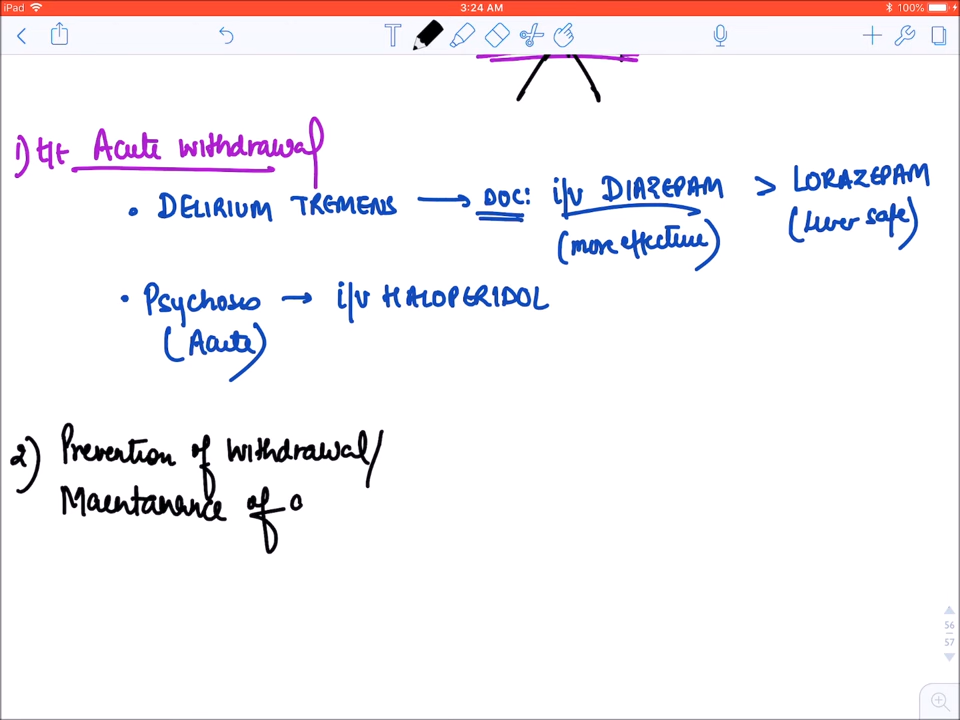 iPad 3:24 AM 100%
T
1) t/t Acute withdrawal
• DELIRIUM TREMENS → DOC: i/v DIAZEPAM > LORAZEPAM
(more effective) (liver safe)
• Psychosis → i/v HALOPERIDOL
(Acute)
2) Prevention of withdrawal/
Maintanance of a
56
57